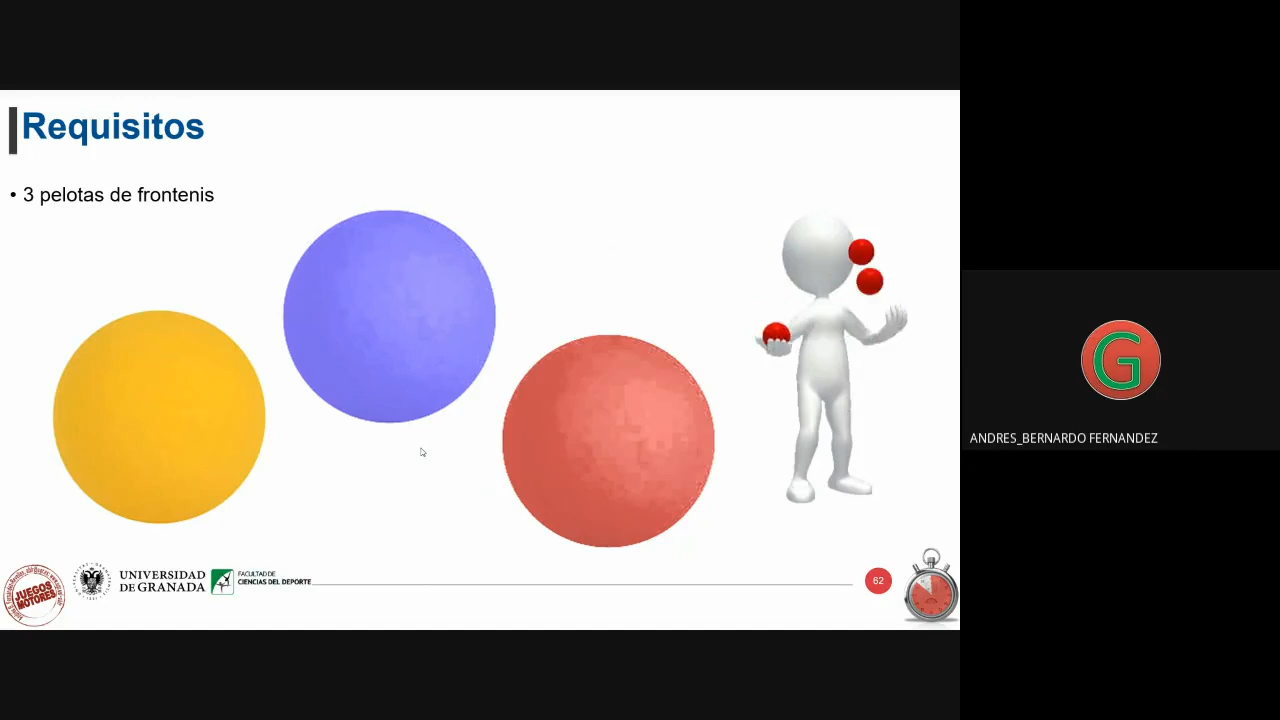 Requisitos
• 3 pelotas de frontenis
JUEGOS
MOTORES
UNIVERSIDAD
DE GRANADA
FACULTAD DE
CIENCIAS DEL DEPORTE
62
G
ANDRES_BERNARDO FERNANDEZ